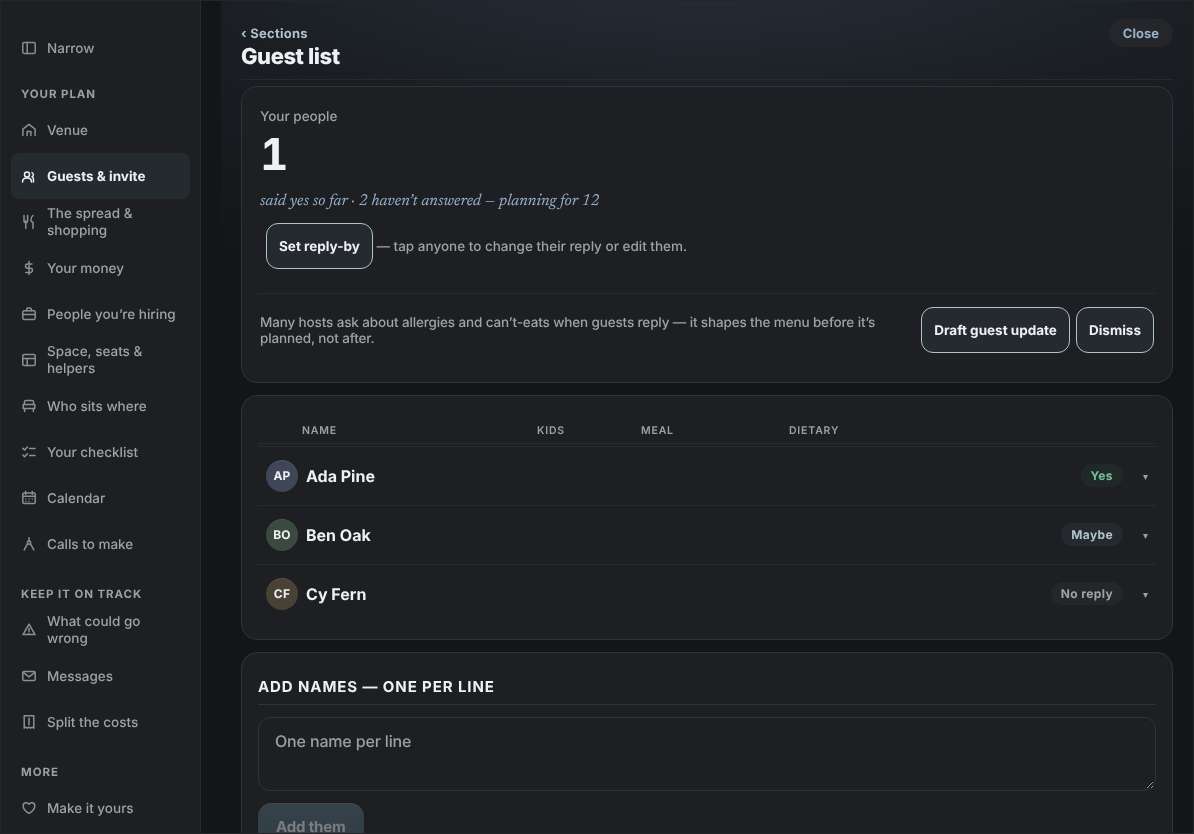 Narrow
YOUR PLAN
Venue
Guests & invite
The spread &
shopping
Your money
People you’re hiring
Space, seats &
helpers
Who sits where
Your checklist
Calendar
Calls to make
KEEP IT ON TRACK
What could go
wrong
Messages
Split the costs
MORE
Make it yours
‹ Sections
Guest list
Close
Your people
1
said yes so far · 2 haven’t answered – planning for 12
Set reply-by — tap anyone to change their reply or edit them.
Many hosts ask about allergies and can’t-eats when guests reply — it shapes the menu before it’s
planned, not after.
Draft guest update Dismiss
NAME KIDS MEAL DIETARY
AP Ada Pine Yes ▾
BO Ben Oak Maybe ▾
CF Cy Fern No reply ▾
ADD NAMES — ONE PER LINE
One name per line
Add them